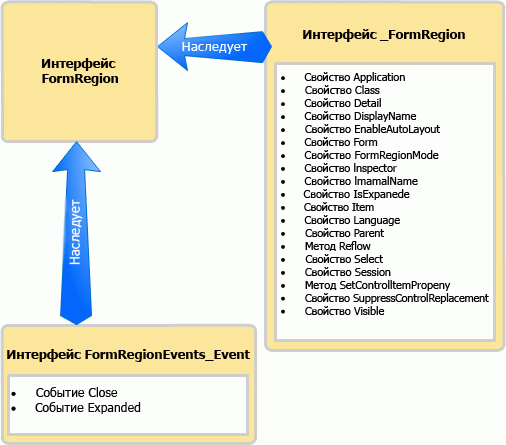 Интерфейс
FormRegion
Наследует
Интерфейс _FormRegion
• Свойство Application
• Свойство Class
• Свойство Detail
• Свойство DisplayName
• Свойство EnableAutoLayout
• Свойство Form
• Свойство FormRegionMode
• Свойство lnspector
• Свойство lmamalName
• Свойство IsExpanede
• Свойство Item
• Свойство Language
• Свойство Parent
• Метод Reflow
• Свойство Select
• Свойство Session
• Метод SetControlItemPropeny
• Свойство SuppressControlReplacement
• Свойство Visible
Наследует
Интерфейс FormRegionEvents_Event
• Событие Close
• Событие Expanded